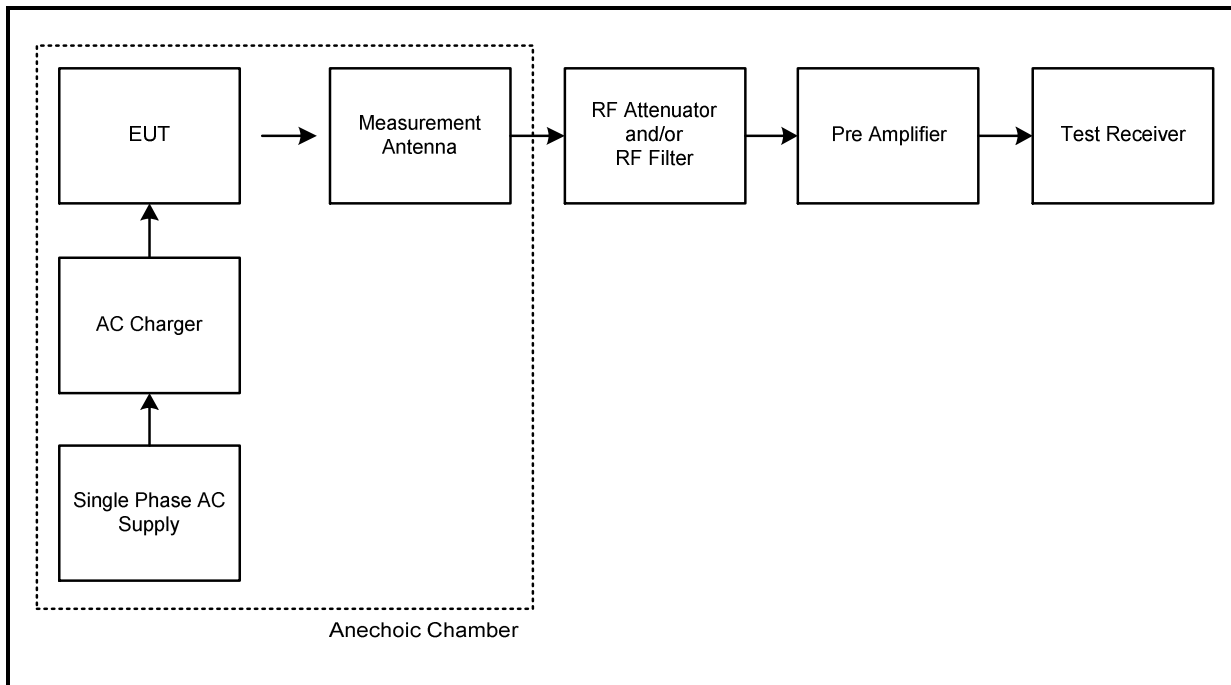 EUT
Measurement
Antenna
RF Attenuator
and/or
RF Filter
Pre Amplifier
Test Receiver
AC Charger
Single Phase AC
Supply
Anechoic Chamber